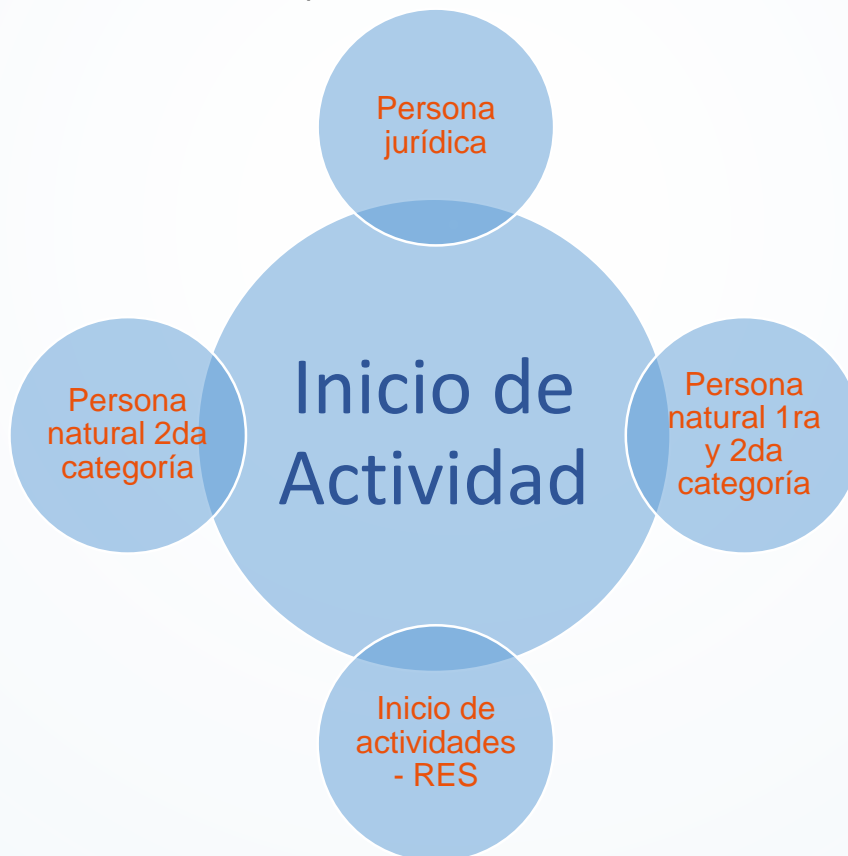 Persona
jurídica
Inicio de
Actividad
Persona
natural 2da
categoría
Persona
natural 1ra
y 2da
categoría
Inicio de
actividades
- RES